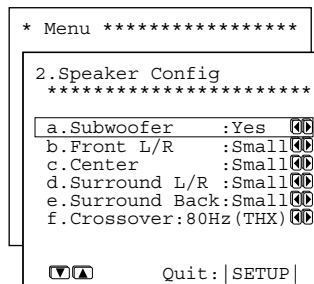 * Menu *****************
2.Speaker Config
***********************
a.Subwoofer :Yes
b.Front L/R :Small
c.Center :Small
d.Surround L/R :Small
e.Surround Back:Small
f.Crossover:80Hz(THX)
Quit:|SETUP|